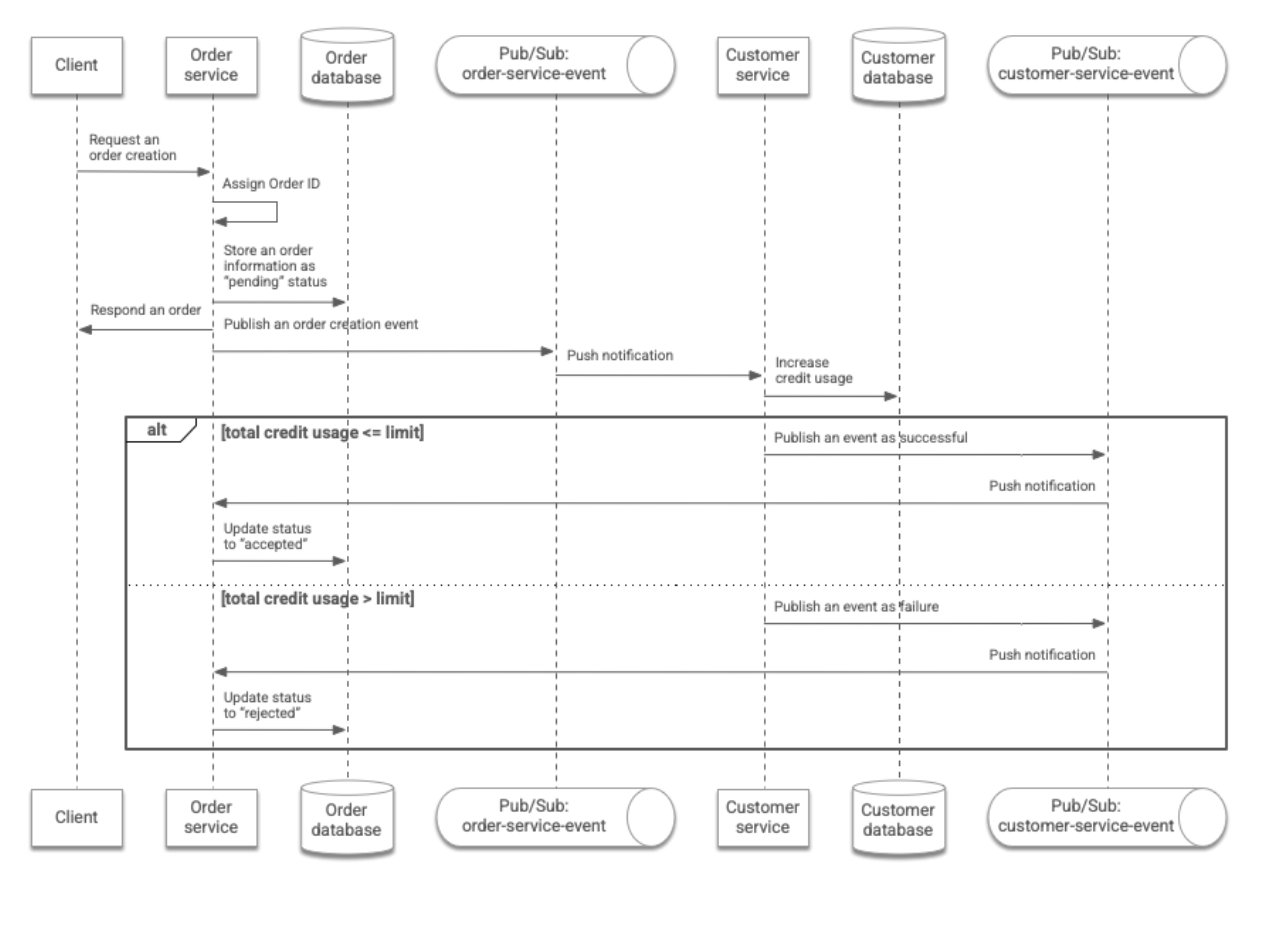 Client
Order
service
Order
database
Pub/Sub:
order-service-event
Customer
service
Customer
database
Pub/Sub:
customer-service-event
Request an
order creation
Assign Order ID
Store an order
information as
“pending” status
Respond an order
Publish an order creation event
Push notification
Increase
credit usage
alt
[total credit usage <= limit]
Publish an event as successful
Push notification
Update status
to “accepted”
[total credit usage > limit]
Publish an event as failure
Push notification
Update status
to “rejected”
Client
Order
service
Order
database
Pub/Sub:
order-service-event
Customer
service
Customer
database
Pub/Sub:
customer-service-event